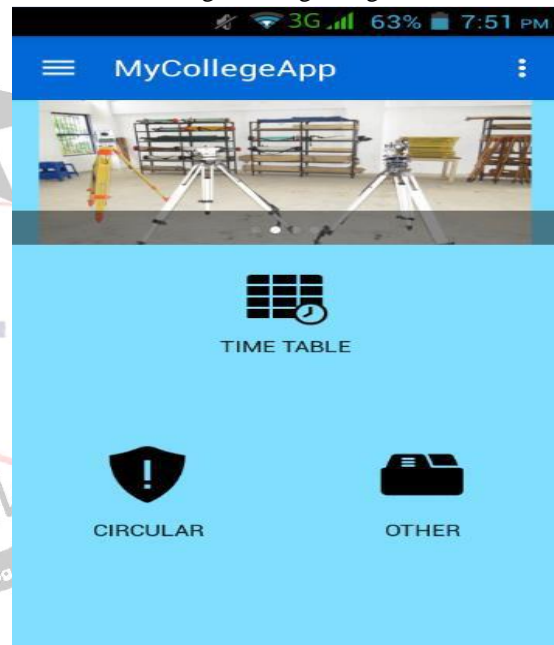 3G 63% 7:51 PM
MyCollegeApp
TIME TABLE
CIRCULAR
OTHER